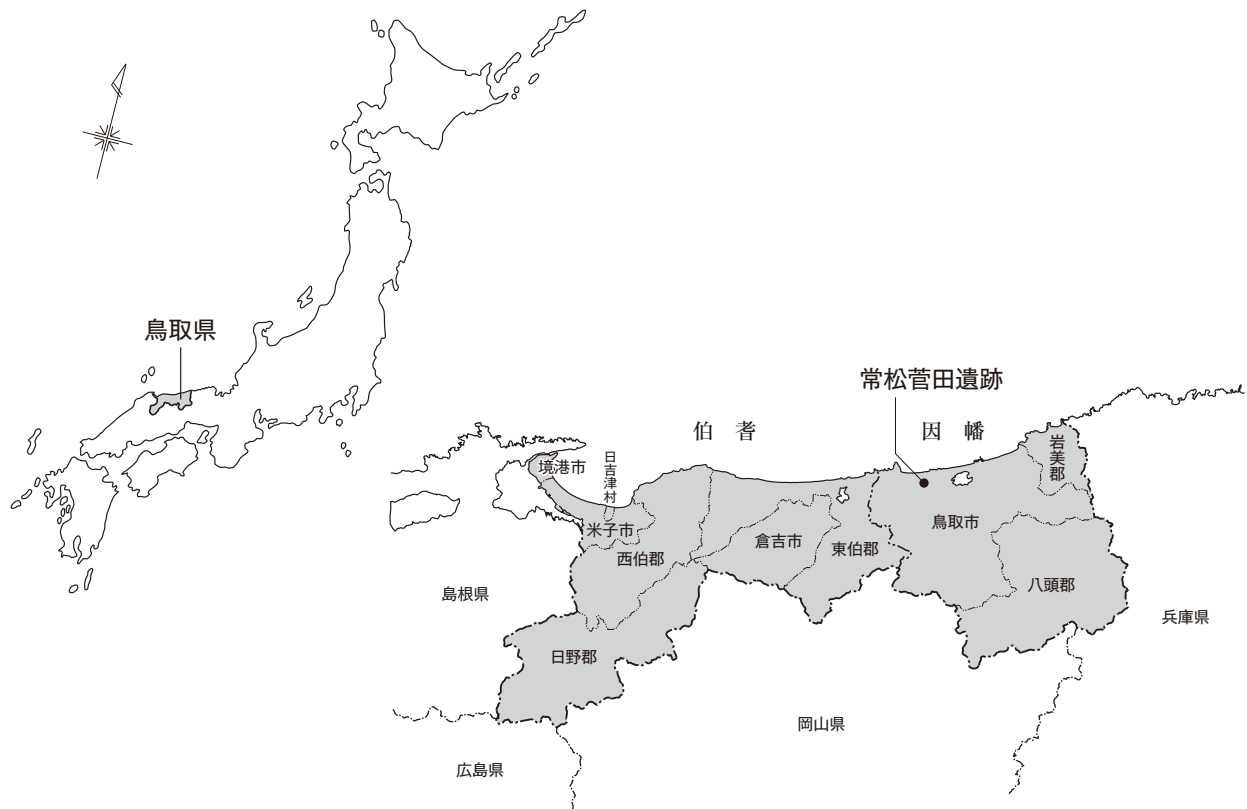 鳥取県
常松菅田遺跡
伯耆
因幡
岩美郡
境港市
日吉津村
米子市
鳥取市
倉吉市
東伯郡
西伯郡
八頭郡
島根県
兵庫県
日野郡
岡山県
広島県